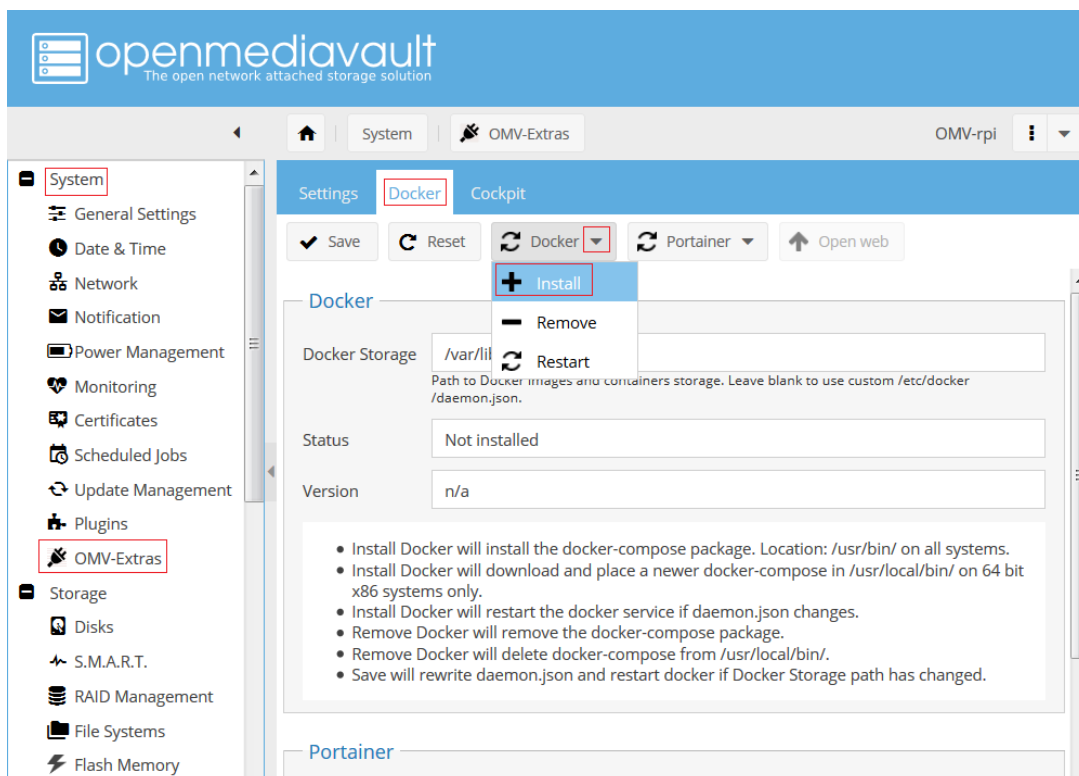 openmediavault
The open network attached storage solution
System
OMV-Extras
OMV-rpi
System
General Settings
Date & Time
Network
Notification
Power Management
Monitoring
Certificates
Scheduled Jobs
Update Management
Plugins
OMV-Extras
Storage
Disks
S.M.A.R.T.
RAID Management
File Systems
Flash Memory
Settings
Docker
Cockpit
Save
Reset
Docker
Portainer
Open web
Install
Remove
Restart
Docker
Docker Storage
/var/lib
Path to Docker images and containers storage. Leave blank to use custom /etc/docker
/daemon.json.
Status
Not installed
Version
n/a
• Install Docker will install the docker-compose package. Location: /usr/bin/ on all systems.
• Install Docker will download and place a newer docker-compose in /usr/local/bin/ on 64 bit
x86 systems only.
• Install Docker will restart the docker service if daemon.json changes.
• Remove Docker will remove the docker-compose package.
• Remove Docker will delete docker-compose from /usr/local/bin/.
• Save will rewrite daemon.json and restart docker if Docker Storage path has changed.
Portainer